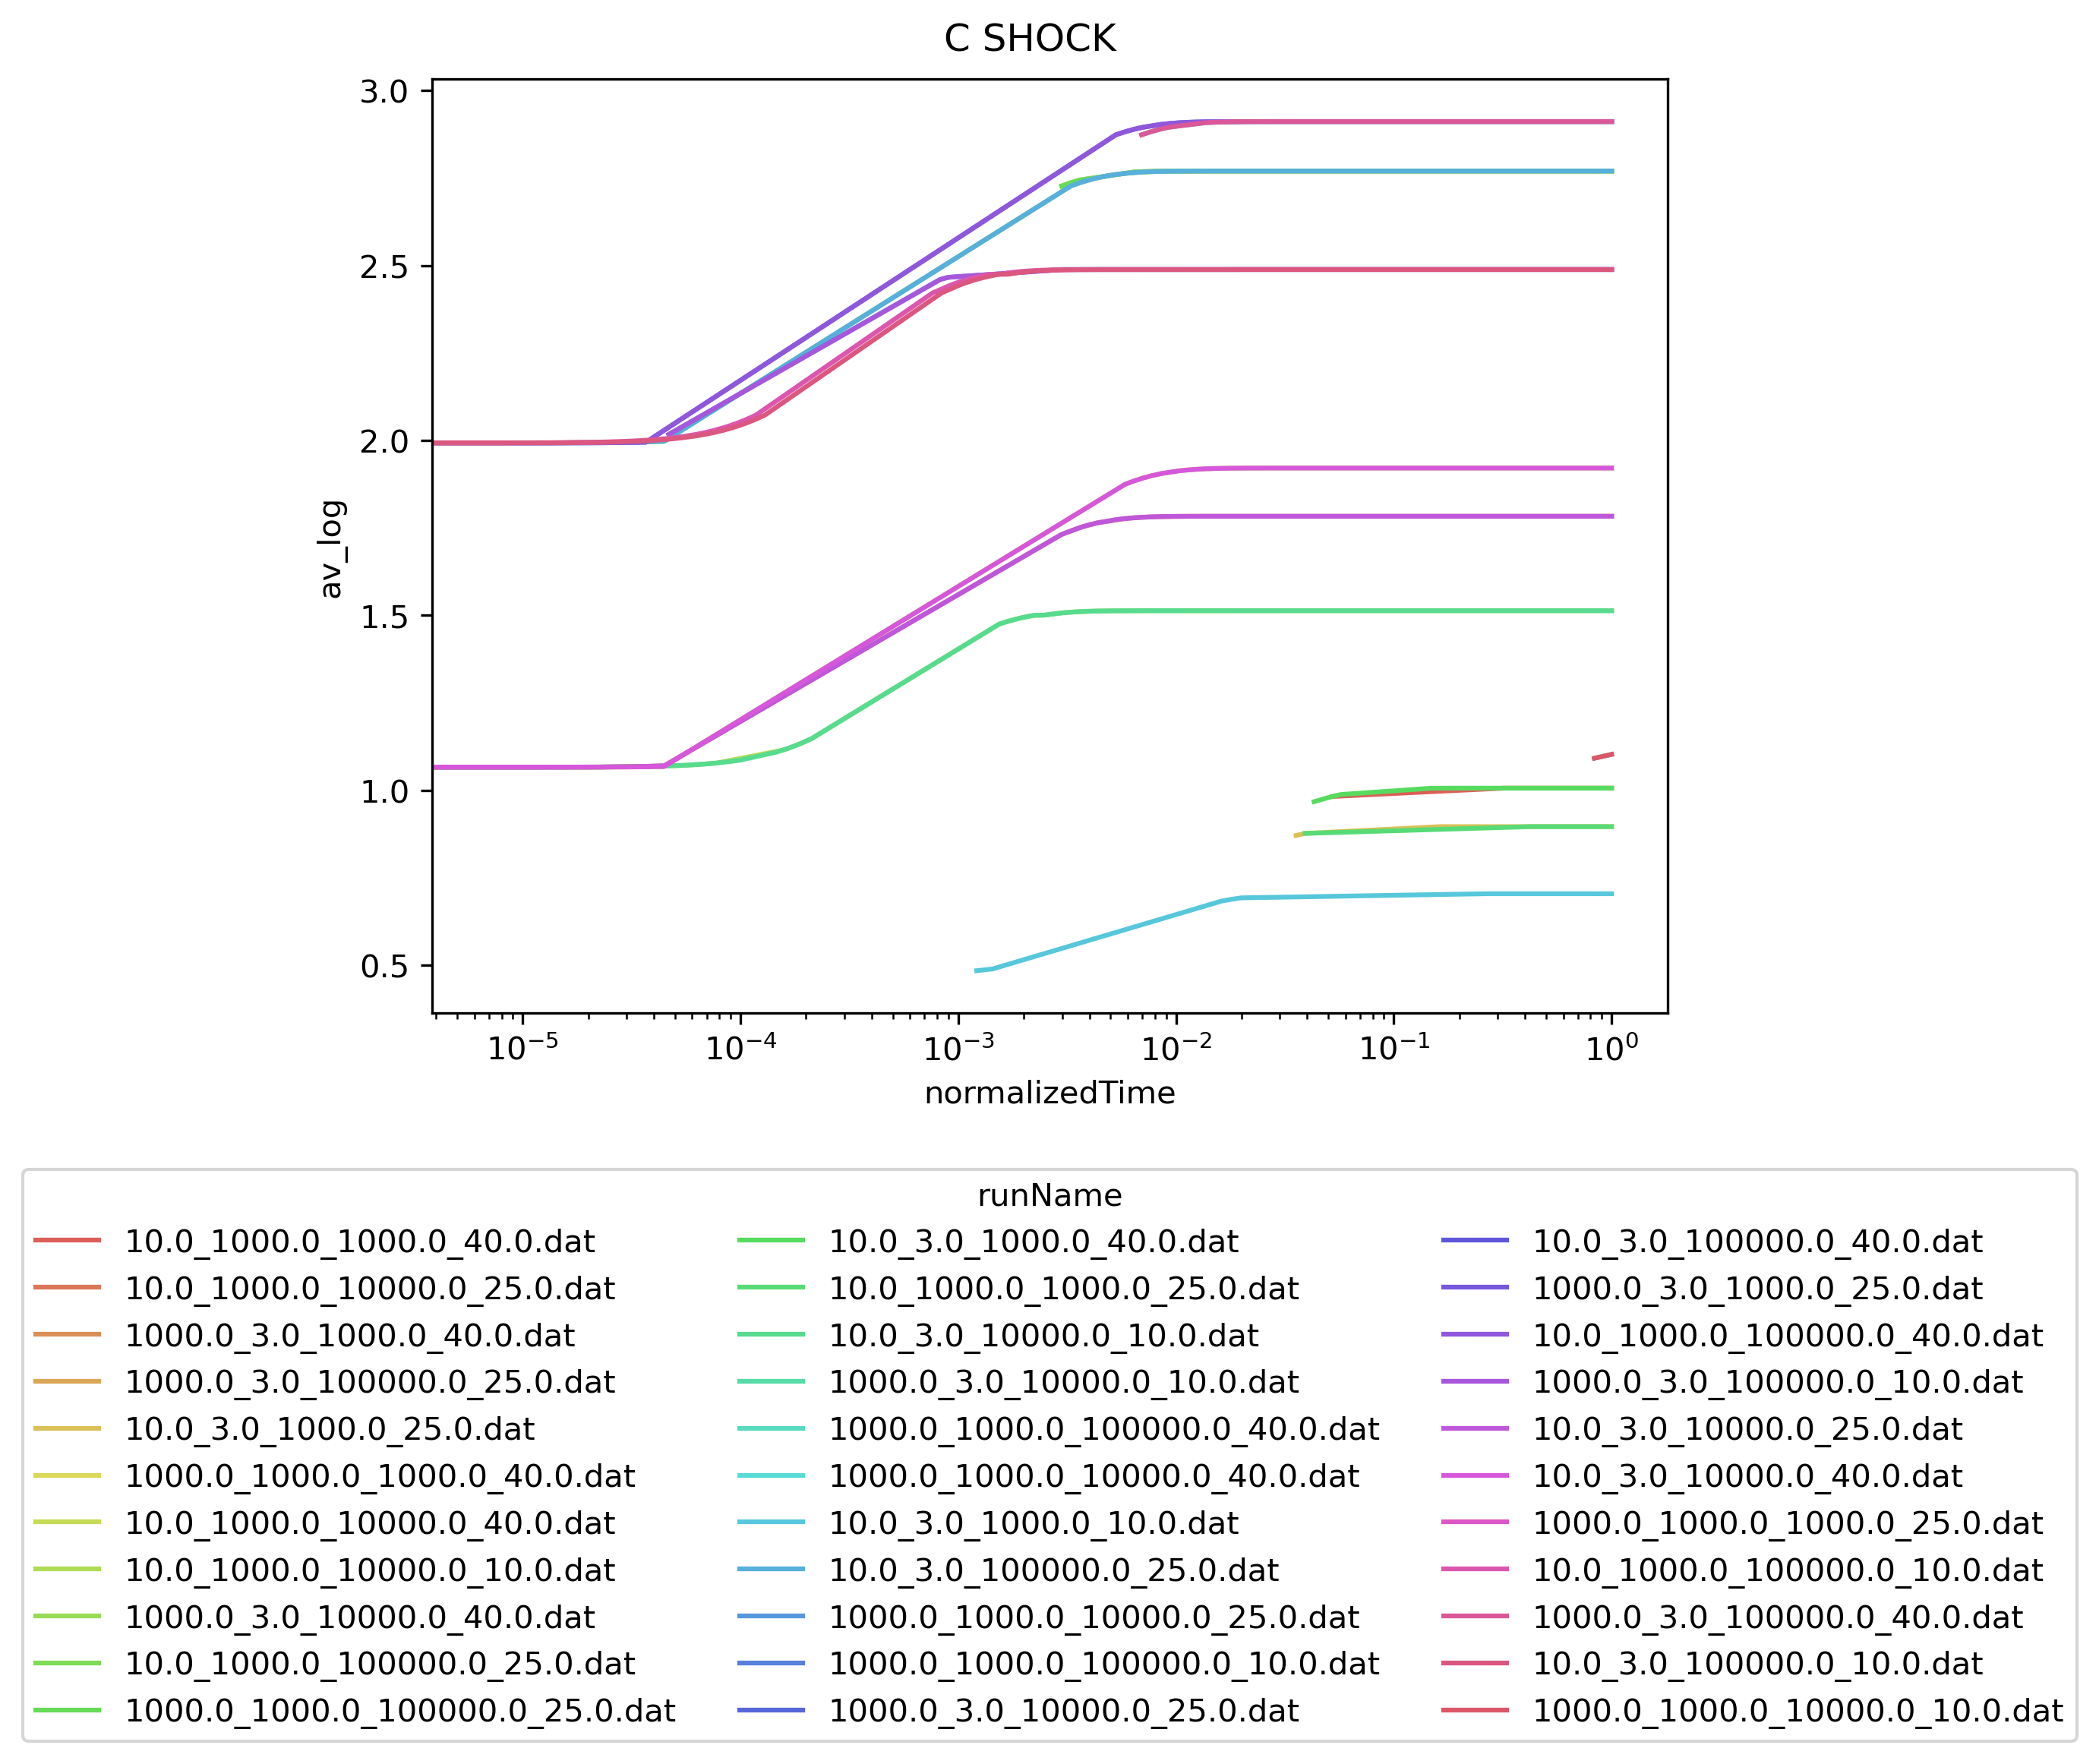 C SHOCK
3.0
2.5
2.0
1.5
1.0
0.5
av_log
10⁻⁵ 10⁻⁴ 10⁻³ 10⁻² 10⁻¹ 10⁰
normalizedTime
runName
10.0_1000.0_1000.0_40.0.dat
10.0_1000.0_10000.0_25.0.dat
1000.0_3.0_1000.0_40.0.dat
1000.0_3.0_100000.0_25.0.dat
10.0_3.0_1000.0_25.0.dat
1000.0_1000.0_1000.0_40.0.dat
10.0_1000.0_10000.0_40.0.dat
10.0_1000.0_10000.0_10.0.dat
1000.0_3.0_10000.0_40.0.dat
10.0_1000.0_100000.0_25.0.dat
1000.0_1000.0_100000.0_25.0.dat
10.0_3.0_1000.0_40.0.dat
10.0_1000.0_1000.0_25.0.dat
10.0_3.0_10000.0_10.0.dat
1000.0_3.0_10000.0_10.0.dat
1000.0_1000.0_100000.0_40.0.dat
1000.0_1000.0_10000.0_40.0.dat
10.0_3.0_1000.0_10.0.dat
10.0_3.0_100000.0_25.0.dat
1000.0_1000.0_10000.0_25.0.dat
1000.0_1000.0_100000.0_10.0.dat
1000.0_3.0_10000.0_25.0.dat
10.0_3.0_100000.0_40.0.dat
1000.0_3.0_1000.0_25.0.dat
10.0_1000.0_100000.0_40.0.dat
1000.0_3.0_100000.0_10.0.dat
10.0_3.0_10000.0_25.0.dat
10.0_3.0_10000.0_40.0.dat
1000.0_1000.0_1000.0_25.0.dat
10.0_1000.0_100000.0_10.0.dat
1000.0_3.0_100000.0_40.0.dat
10.0_3.0_100000.0_10.0.dat
1000.0_1000.0_10000.0_10.0.dat